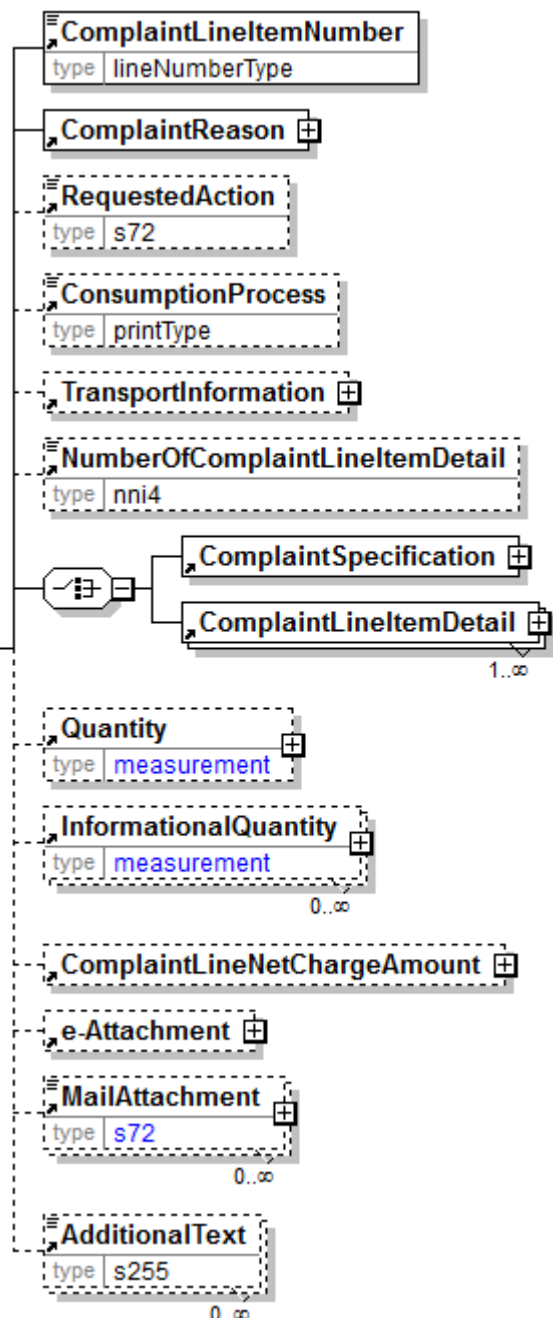 ComplaintLineItemNumber
type lineNumberType
ComplaintReason
RequestedAction
type s72
ConsumptionProcess
type printType
TransportInformation
NumberOfComplaintLineItemDetail
type nni4
ComplaintSpecification
ComplaintLineItemDetail
1..∞
Quantity
type measurement
InformationalQuantity
type measurement
0..∞
ComplaintLineNetChargeAmount
e-Attachment
MailAttachment
type s72
0..∞
AdditionalText
type s255
0..∞